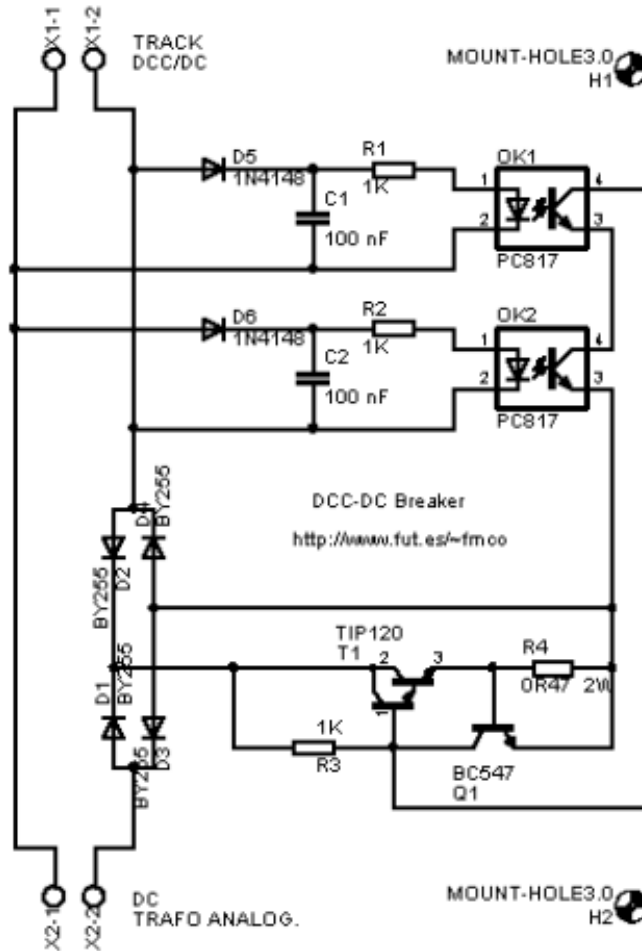 X1-1
X1-2
TRACK
DCC/DC
MOUNT-HOLE3.0
H1
D5
1N4148
R1
1K
OK1
1
2
4
3
C1
100 nF
PC817
D6
1N4148
R2
1K
OK2
1
2
4
3
C2
100 nF
PC817
DCC-DC Breaker
http://www.fut.es/~fmco
D4
BY255
BY255
D2
D1
BY255
BY255
D3
TIP120
T1
2
3
1
R4
0R47
2W
1K
R3
BC547
Q1
X2-1
X2-2
DC
TRAFO ANALOG.
MOUNT-HOLE3.0
H2